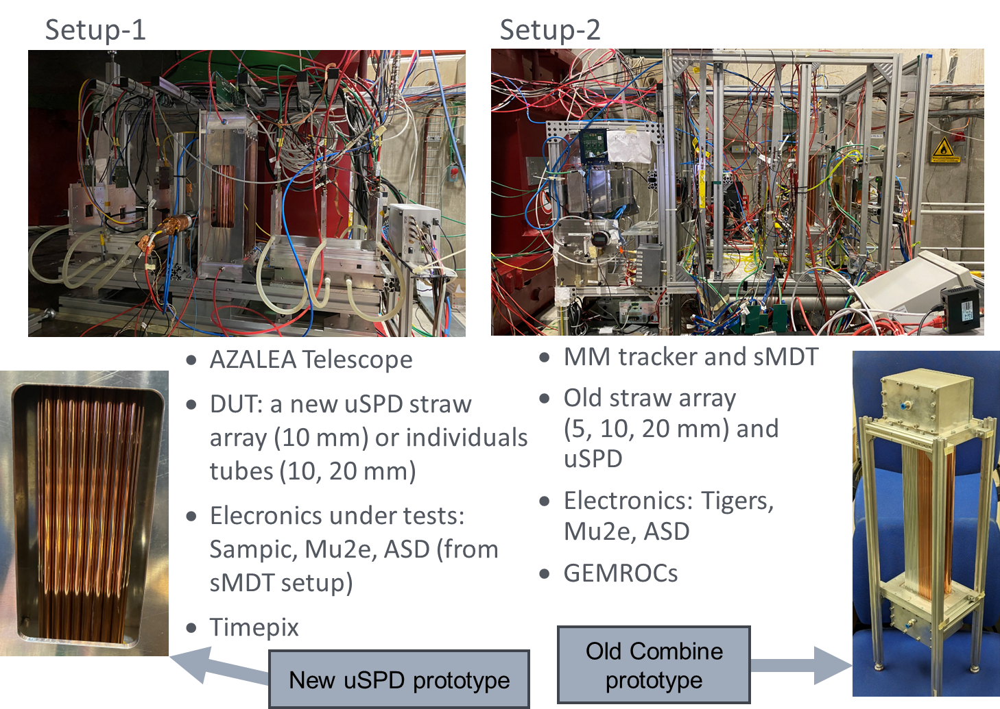 Setup-1
Setup-2
• AZALEA Telescope
• DUT: a new uSPD straw
array (10 mm) or individuals
tubes (10, 20 mm)
• Elecronics under tests:
Sampic, Mu2e, ASD (from
sMDT setup)
• Timepix
New uSPD prototype
• MM tracker and sMDT
• Old straw array
(5, 10, 20 mm) and
uSPD
• Electronics: Tigers,
Mu2e, ASD
• GEMROCs
Old Combine
prototype